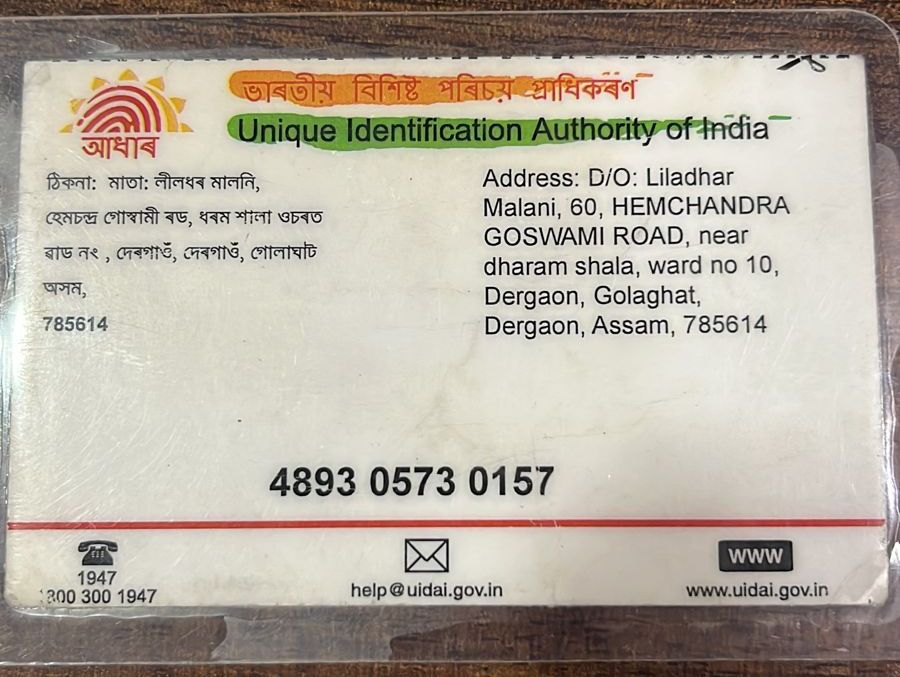 আধাৰ
ভাৰতীয় বিশিষ্ট পৰিচয় প্ৰাধিকৰণ
Unique Identification Authority of India
ঠিকনা: মাতা: লীলধৰ মালনি,
হেমচন্দ্ৰ গোস্বামী ৰড, ধৰম শালা ওচৰত
ৱাড নং , দেৰগাওঁ, দেৰগাওঁ, গোলাঘাট
অসম,
785614
Address: D/O: Liladhar
Malani, 60, HEMCHANDRA
GOSWAMI ROAD, near
dharam shala, ward no 10,
Dergaon, Golaghat,
Dergaon, Assam, 785614
4893 0573 0157
1947
1800 300 1947
help@uidai.gov.in
WWW
www.uidai.gov.in